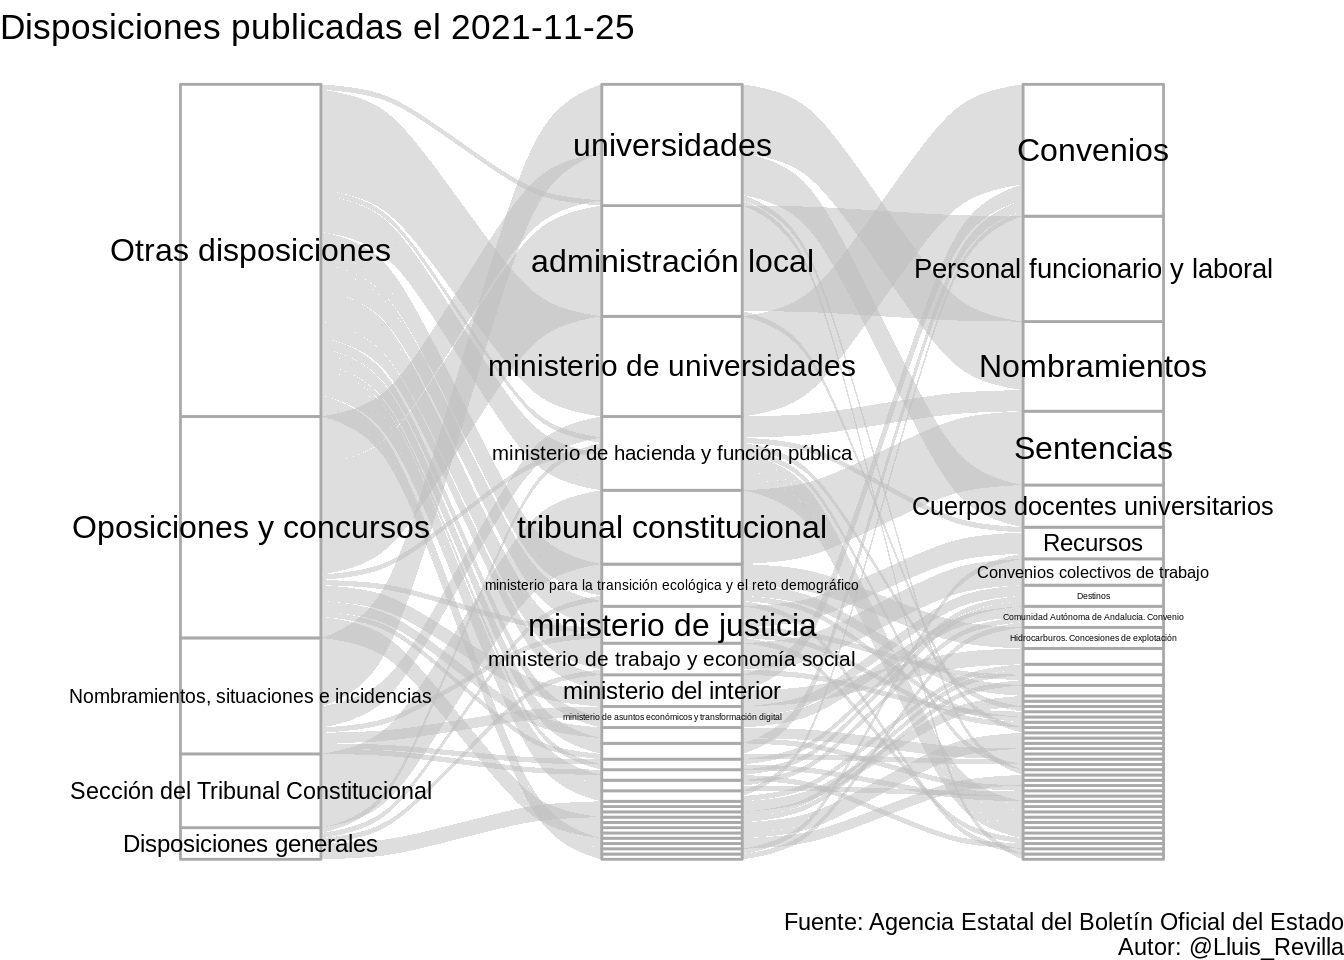 Disposiciones publicadas el 2021-11-25
Otras disposiciones
Oposiciones y concursos
Nombramientos, situaciones e incidencias
Sección del Tribunal Constitucional
Disposiciones generales
universidades
administración local
ministerio de universidades
ministerio de hacienda y función pública
tribunal constitucional
ministerio para la transición ecológica y el reto demográfico
ministerio de justicia
ministerio de trabajo y economía social
ministerio del interior
ministerio de asuntos económicos y transformación digital
Convenios
Personal funcionario y laboral
Nombramientos
Sentencias
Cuerpos docentes universitarios
Recursos
Convenios colectivos de trabajo
Destinos
Comunidad Autónoma de Andalucía. Convenio
Hidrocarburos. Concesiones de explotación
Fuente: Agencia Estatal del Boletín Oficial del Estado
Autor: @Lluis_Revilla